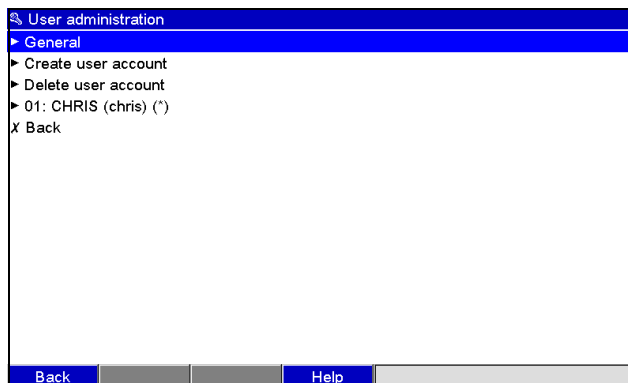 User administration
► General
► Create user account
► Delete user account
► 01: CHRIS (chris) (*)
X Back
Back Help